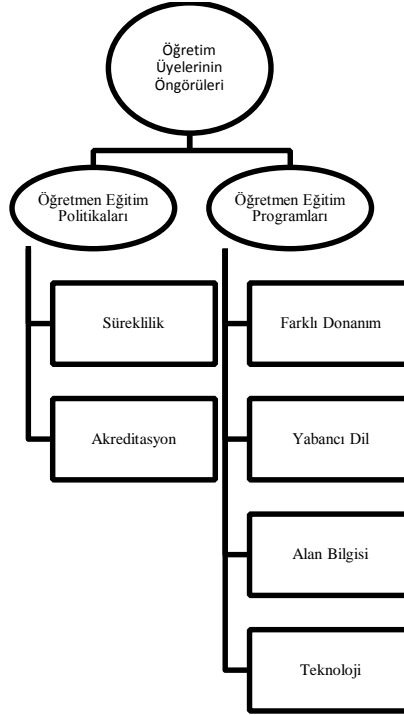 Öğretim
Üyelerinin
Öngörüleri
Öğretmen Eğitim
Politikaları
Öğretmen Eğitim
Programları
Süreklilik
Farklı Donanım
Akreditasyon
Yabancı Dil
Alan Bilgisi
Teknoloji